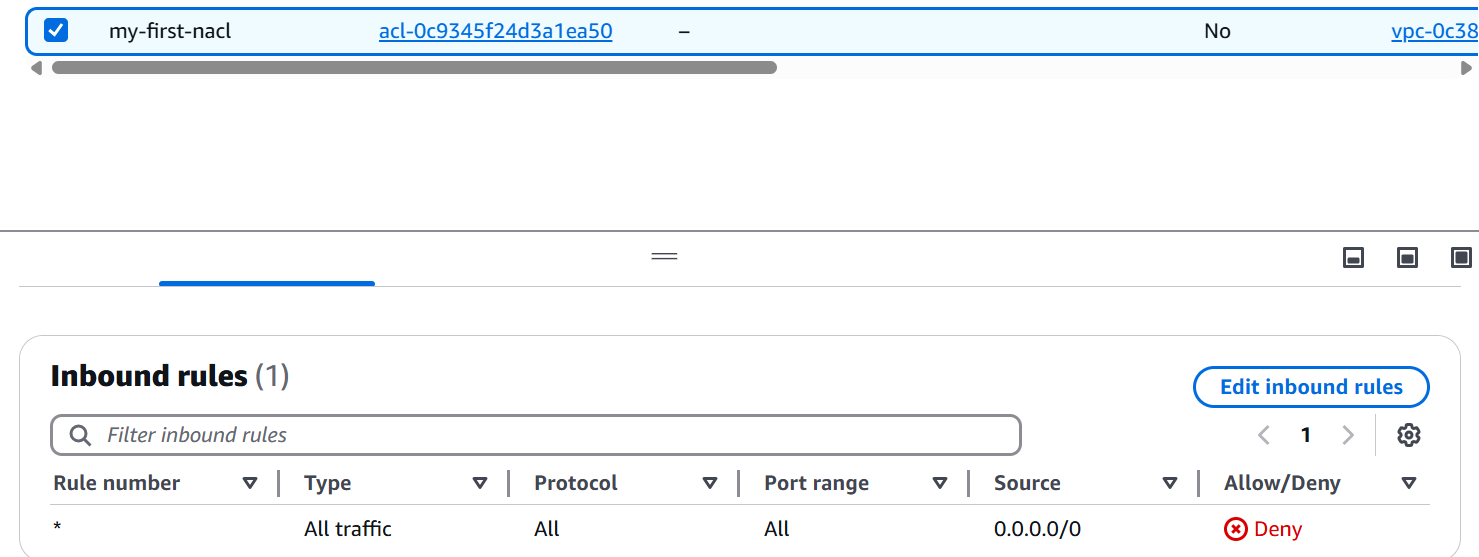 my-first-nacl acl-0c9345f24d3a1ea50 – No vpc-0c38
Inbound rules (1)
Edit inbound rules
Filter inbound rules
1
Rule number Type Protocol Port range Source Allow/Deny
* All traffic All All 0.0.0.0/0 Deny